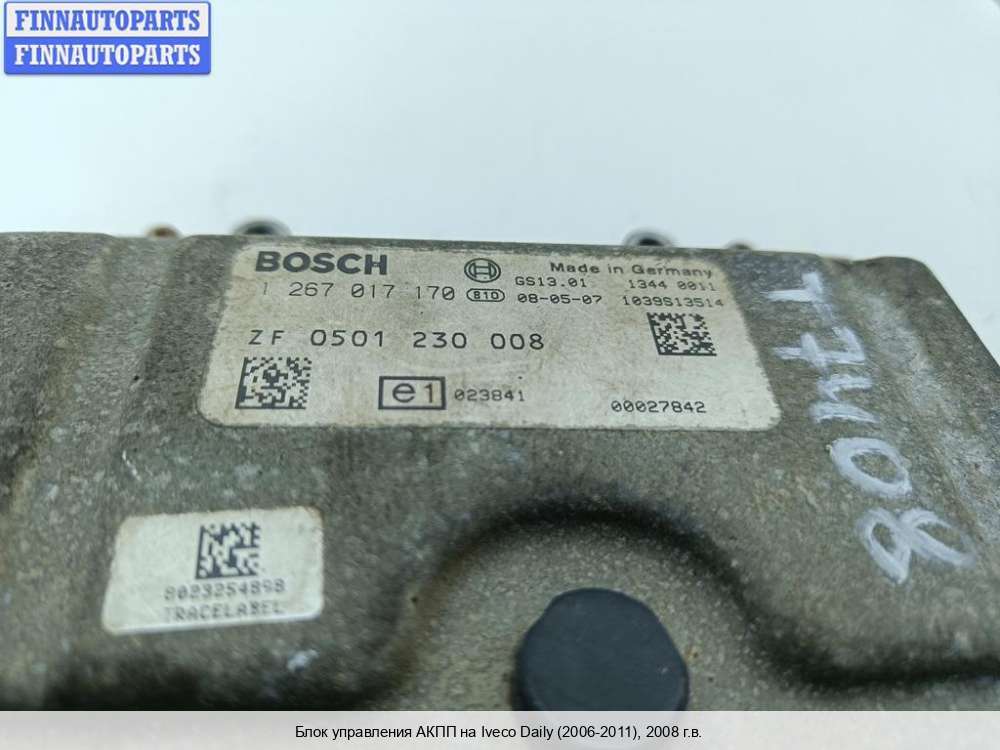 FINNAUTOPARTS
FINNAUTOPARTS
BOSCH
Made in Germany
1 267 017 170 810
GS13.01 1344 0011
08-05-07 1039S13514
ZF 0501 230 008
e1 023841
00027842
8023254898
TRACELABEL
Блок управления АКПП на Iveco Daily (2006-2011), 2008 г.в.